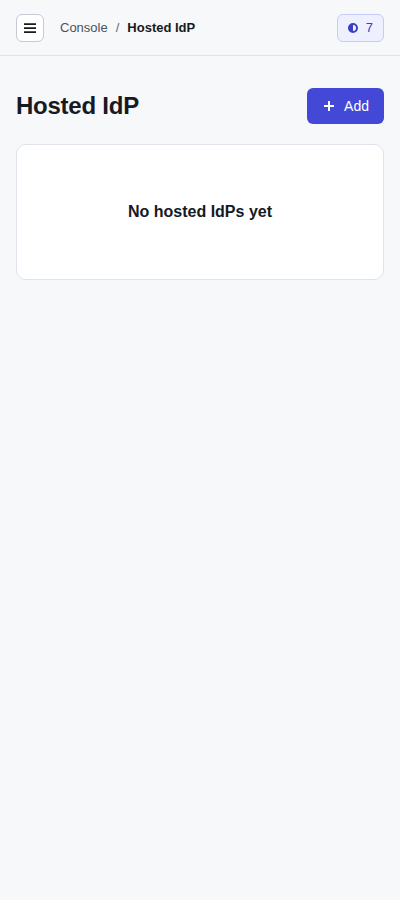 Console / Hosted IdP
7
Hosted IdP
Add
No hosted IdPs yet